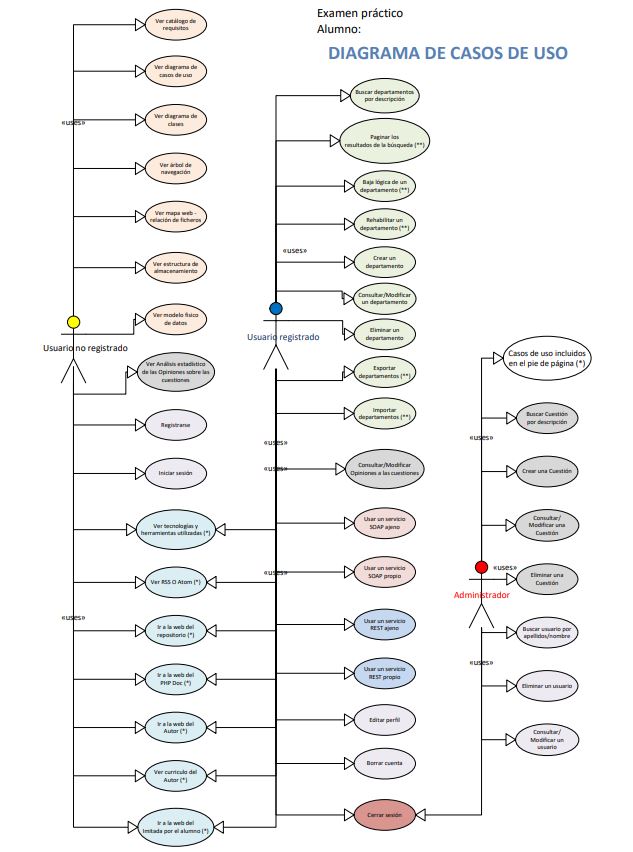 Examen práctico
Alumno:
DIAGRAMA DE CASOS DE USO
Ver catálogo de
requisitos
Ver diagrama de
casos de uso
«uses»
Ver diagrama de
clases
Ver árbol de
navegación
Ver mapa web -
relación de ficheros
Ver estructura de
almacenamiento
Ver modelo físico
de datos
Usuario no registrado
Ver Análisis estadístico
de las Opiniones sobre las
cuestiones
Registrarse
Iniciar sesión
Ver tecnologías y
herramientas utilizadas (*)
Ver RSS O Atom (*)
«uses»
Ir a la web del
repositorio (*)
Ir a la web del
PHP Doc (*)
Ir a la web del
Autor (*)
Ver currículo del
Autor (*)
Ir a la web del
Imitada por el alumno (*)
Buscar departamentos
por descripción
Paginar los
resultados de la búsqueda (**)
Baja lógica de un
departamento (**)
Rehabilitar un
departamento (**)
«uses»
Crear un
departamento
Consultar/Modificar
un departamento
Usuario registrado
Eliminar un
departamento
Exportar
departamentos (**)
Importar
departamentos (**)
«uses»
«uses»
Consultar/Modificar
Opiniones a las cuestiones
Usar un servicio
SOAP ajeno
«uses»
Usar un servicio
SOAP propio
Usar un servicio
REST ajeno
Usar un servicio
REST propio
Editar perfil
Borrar cuenta
Cerrar sesión
Casos de uso incluidos
en el pie de página (*)
Buscar Cuestión
por descripción
«uses»
Crear una Cuestión
Consultar/
Modificar una
Cuestión
«uses»
Eliminar una
Cuestión
Administrador
Buscar usuario por
apellidos/nombre
«uses»
Eliminar un usuario
Consultar/
Modificar un
usuario